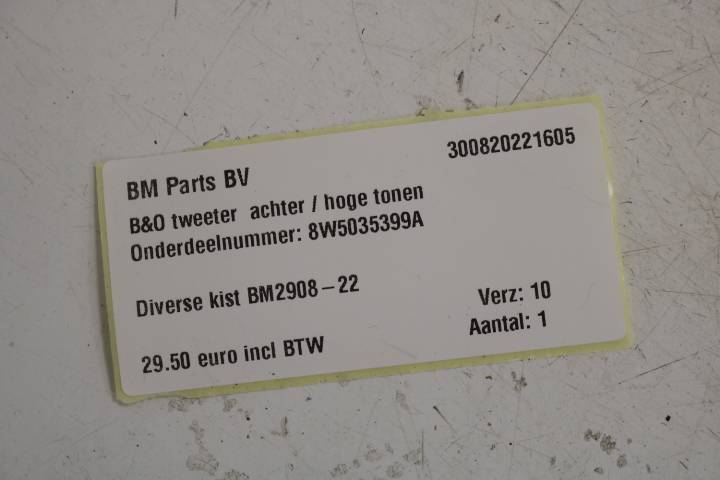 300820221605
BM Parts BV
B&O tweeter achter / hoge tonen
Onderdeelnummer: 8W5035399A
Diverse kist BM2908-22
Verz: 10
Aantal: 1
29.50 euro incl BTW